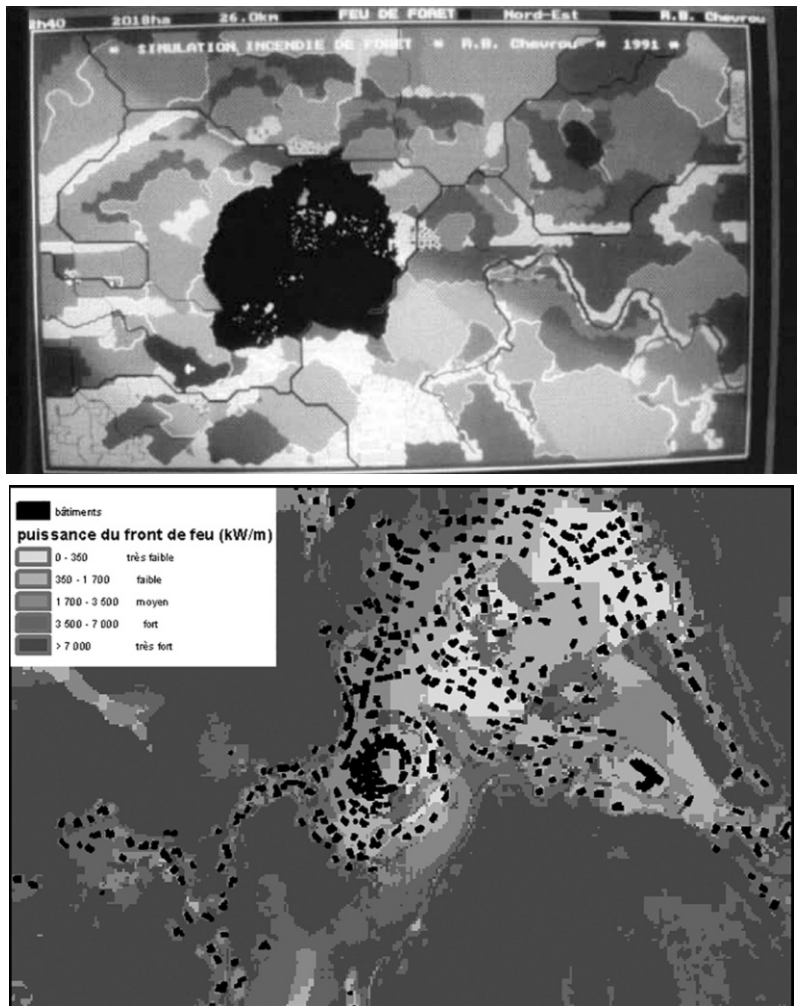 2h40 2018ha 26.0km FEU DE FORET Nord-Est R.B. Chevrou
* SIMULATION INCENDIE DE FORET * R.B. Chevrou * 1991 *
bâtiments
puissance du front de feu (kW/m)
0 - 350 très faible
350 - 1 700 faible
1 700 - 3 500 moyen
3 500 - 7 000 fort
> 7 000 très fort